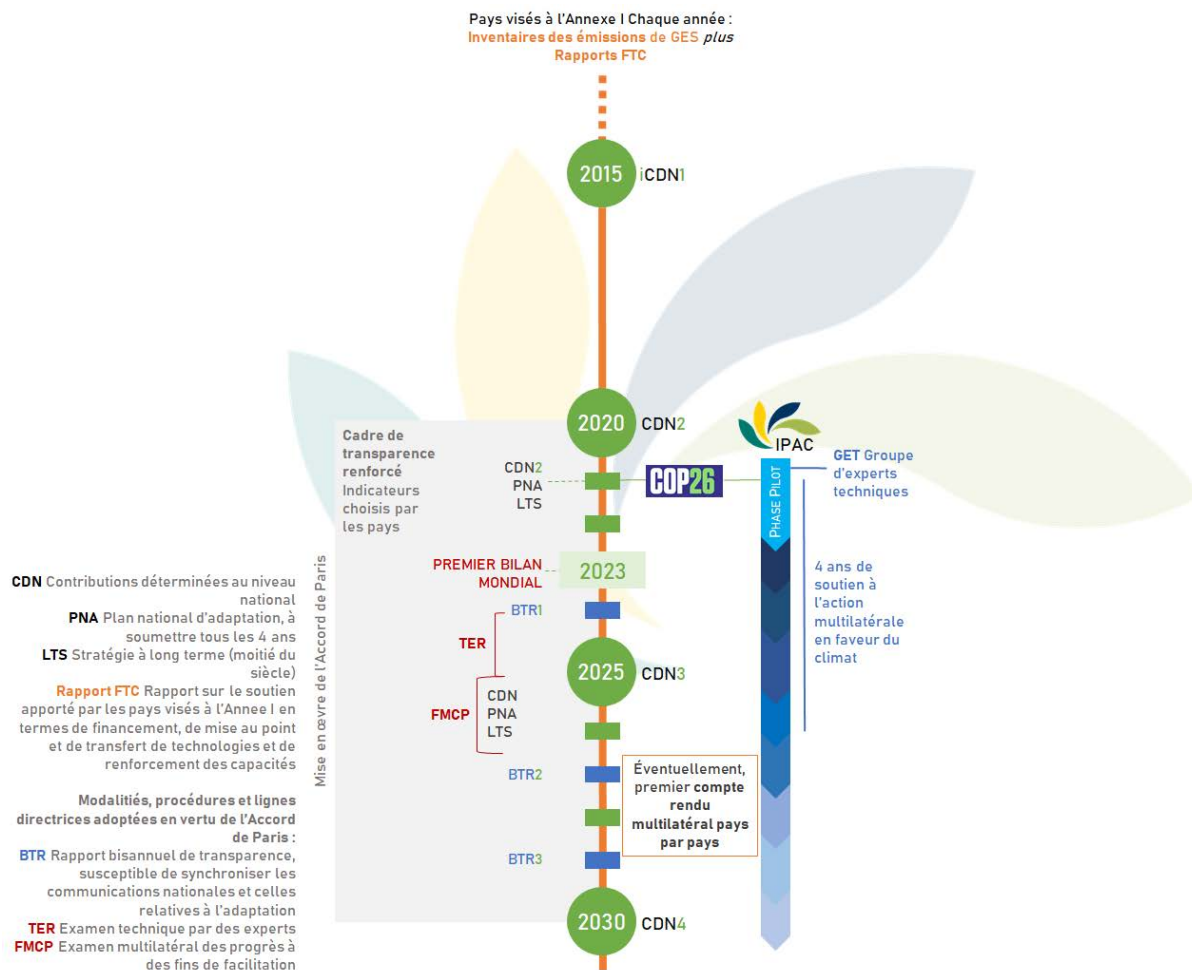 Pays visés à l'Annexe I Chaque année :
Inventaires des émissions de GES plus
Rapports FTC
2015
iCDN1
2020
CDN2
IPAC
Cadre de
transparence
renforcé
Indicateurs
choisis par
les pays
CDN2
PNA
LTS
COP26
PHASE PILOT
GET Groupe
d'experts
techniques
PREMIER BILAN
MONDIAL
2023
4 ans de
soutien à
l'action
multilatérale
en faveur du
climat
BTR1
TER
2025
CDN3
FMCP
CDN
PNA
LTS
BTR2
Éventuellement,
premier compte
rendu
multilatéral pays
par pays
BTR3
2030
CDN4
Mise en œuvre de l'Accord de Paris
CDN Contributions déterminées au niveau
national
PNA Plan national d'adaptation, à
soumettre tous les 4 ans
LTS Stratégie à long terme (moitié du
siècle)
Rapport FTC Rapport sur le soutien
apporté par les pays visés à l'Annee I en
termes de financement, de mise au point
et de transfert de technologies et de
renforcement des capacités
Modalités, procédures et lignes
directrices adoptées en vertu de l'Accord
de Paris :
BTR Rapport bisannuel de transparence,
susceptible de synchroniser les
communications nationales et celles
relatives à l'adaptation
TER Examen technique par des experts
FMCP Examen multilatéral des progrès à
des fins de facilitation